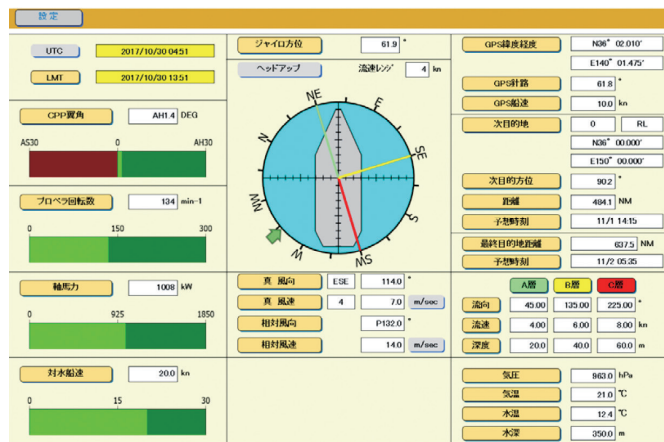 設定
UTC 2017/10/30 04:51
LMT 2017/10/30 13:51
CPP翼角 AH1.4 DEG
AS30 0 AH30
プロペラ回転数 134 min-1
0 150 300
軸馬力 1008 kW
0 925 1850
対水船速 20.0 kn
0 15 30
ジャイロ方位 61.9 °
ヘッドアップ 流速レンジ 4 kn
NE
E
N
SE
NW
S
W
SW
真 風向 ESE 114.0 °
真 風速 4 7.0 m/sec
相対風向 P132.0 °
相対風速 14.0 m/sec
GPS緯度経度 N36° 02.010'
E140° 01.475'
GPS針路 61.8 °
GPS船速 10.0 kn
次目的地 0 RL
N36° 00.000'
E150° 00.000'
次目的方位 90.2 °
距離 484.1 NM
予想時刻 11/1 14:15
最終目的地距離 637.5 NM
予想時刻 11/2 05:35
A層 B層 C層
流向 45.00 135.00 225.00 °
流速 4.00 6.00 8.00 kn
深度 20.0 40.0 60.0 m
気圧 963.0 hPa
気温 21.0 ℃
水温 12.4 ℃
水深 350.0 m